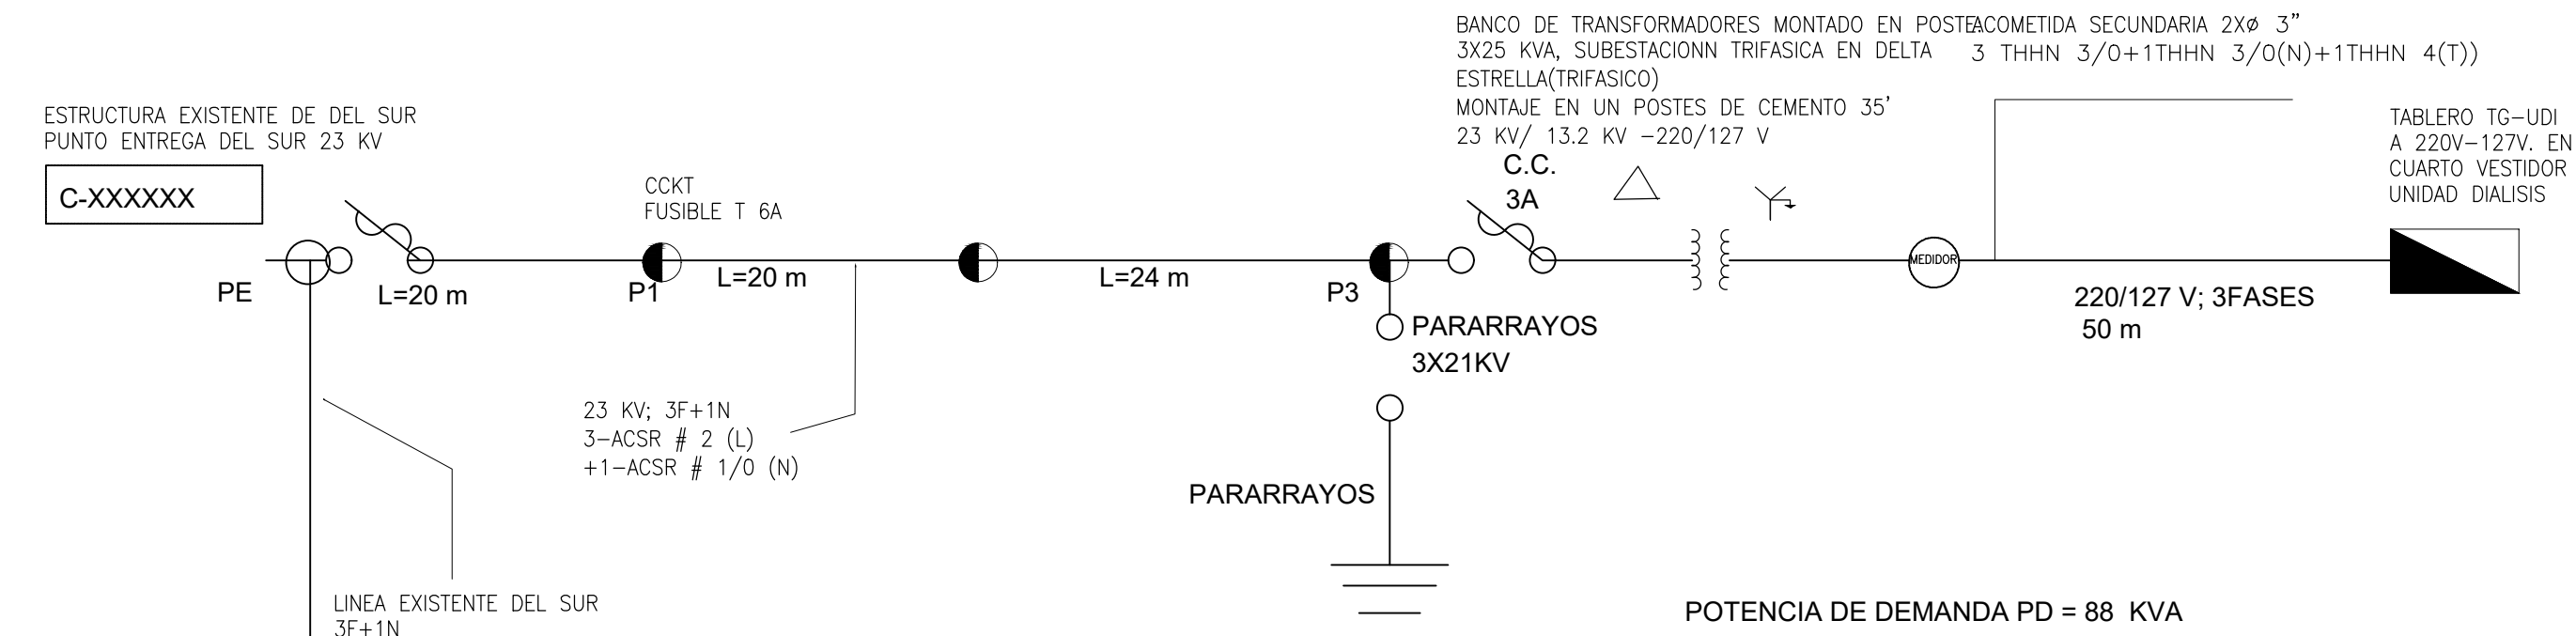 BANCO DE TRANSFORMADORES MONTADO EN POSTE
3X25 KVA, SUBESTACIONN TRIFASICA EN DELTA
ESTRELLA(TRIFASICO)
MONTAJE EN UN POSTES DE CEMENTO 35'
23 KV/ 13.2 KV -220/127 V
ACOMETIDA SECUNDARIA 2XØ 3"
3 THHN 3/0+1THHN 3/0(N)+1THHN 4(T))
ESTRUCTURA EXISTENTE DE DEL SUR
PUNTO ENTREGA DEL SUR 23 KV
C-XXXXXX
TABLERO TG-UDI
A 220V-127V. EN
CUARTO VESTIDOR
UNIDAD DIALISIS
CCKT
FUSIBLE T 6A
C.C.
3A
MEDIDOR
PE
L=20 m
P1
L=20 m
L=24 m
P3
220/127 V; 3FASES
50 m
PARARRAYOS
3X21KV
23 KV; 3F+1N
3-ACSR # 2 (L)
+1-ACSR # 1/0 (N)
PARARRAYOS
LINEA EXISTENTE DEL SUR
3F+1N
POTENCIA DE DEMANDA PD = 88 KVA